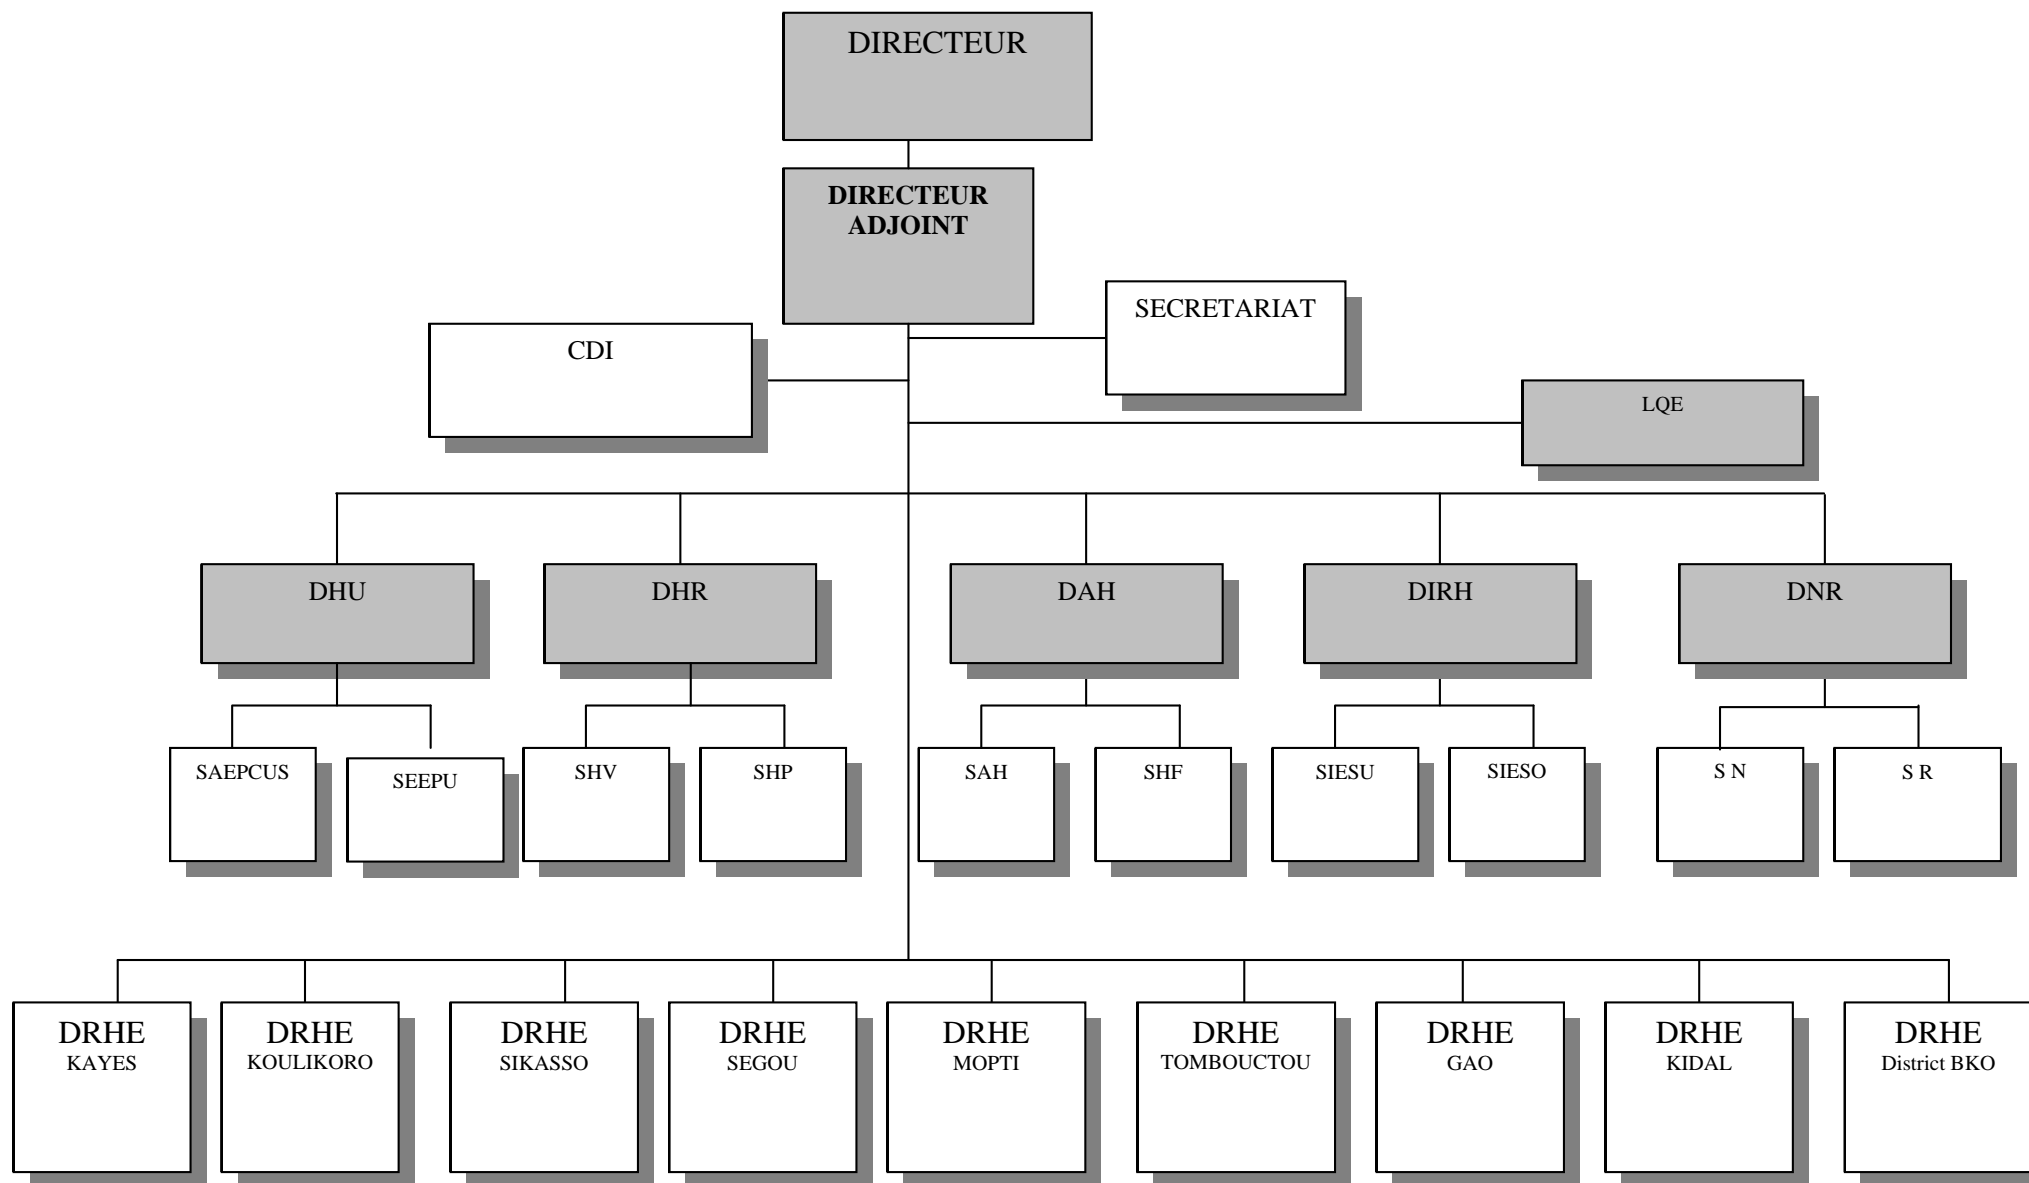 DIRECTEUR
DIRECTEUR
ADJOINT
SECRETARIAT
CDI
LQE
DHU
DHR
DAH
DIRH
DNR
SAEPCUS
SEEPU
SHV
SHP
SAH
SHF
SIESU
SIESO
S N
S R
DRHE
KAYES
DRHE
KOULIKORO
DRHE
SIKASSO
DRHE
SEGOU
DRHE
MOPTI
DRHE
TOMBOUCTOU
DRHE
GAO
DRHE
KIDAL
DRHE
District BKO